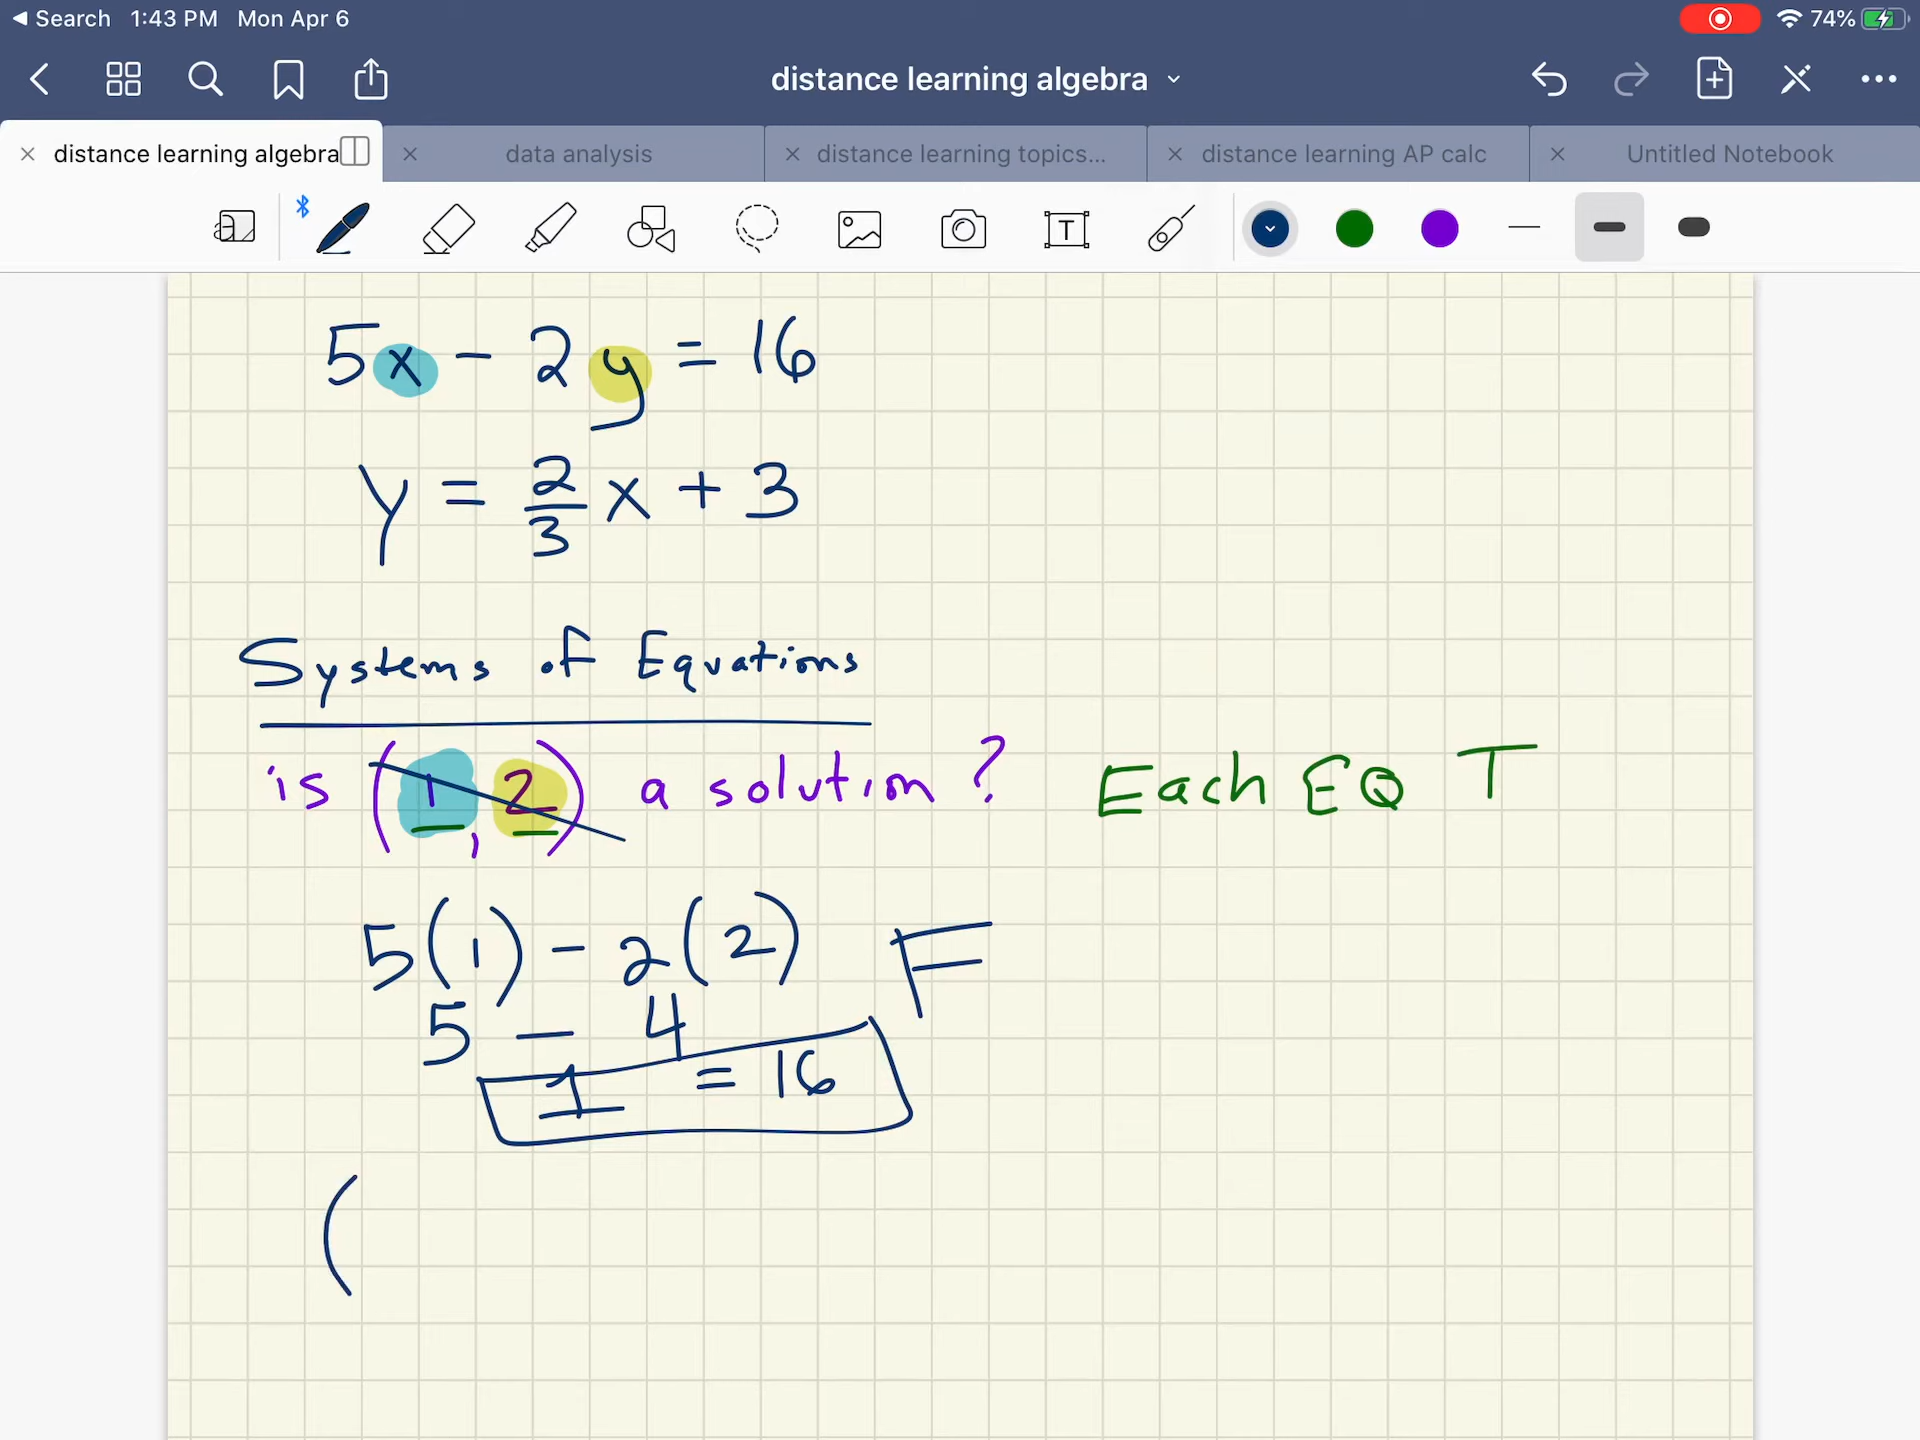 Search 1:43 PM Mon Apr 6 74%
distance learning algebra
distance learning algebra data analysis distance learning topics... distance learning AP calc Untitled Notebook
5x - 2y = 16
y = 2/3 x + 3
Systems of Equations
is (1, 2) a solution? Each EQ T
5(1) - 2(2) F
5 - 4
1 = 16
(